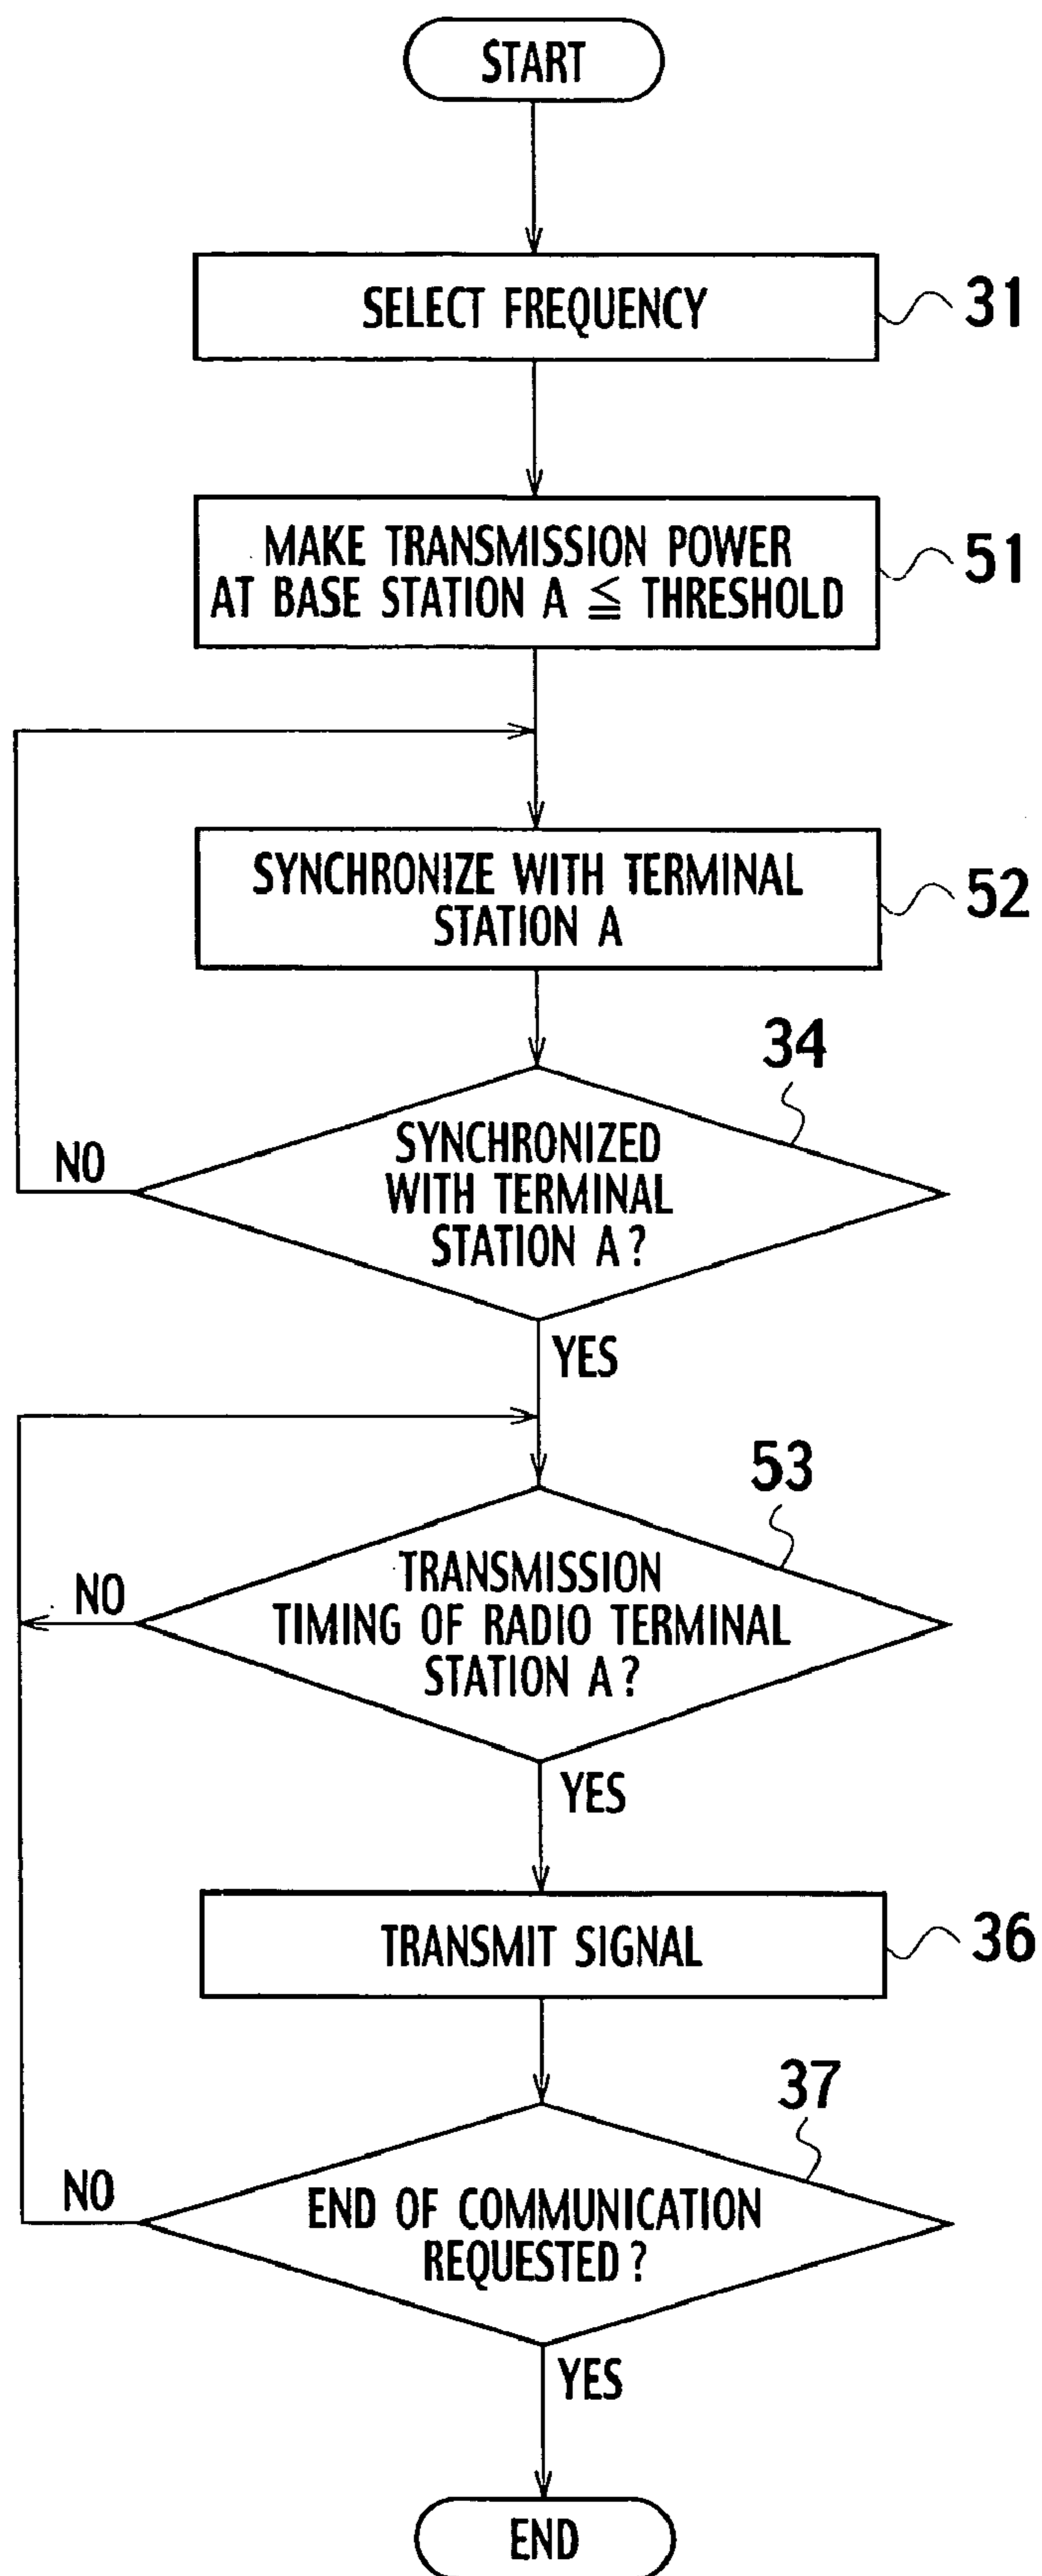 START
SELECT FREQUENCY
31
MAKE TRANSMISSION POWER
AT BASE STATION A ≦ THRESHOLD
51
SYNCHRONIZE WITH TERMINAL
STATION A
52
34
SYNCHRONIZED
WITH TERMINAL
STATION A?
NO
YES
53
TRANSMISSION
TIMING OF RADIO TERMINAL
STATION A?
NO
YES
TRANSMIT SIGNAL
36
37
END OF COMMUNICATION
REQUESTED?
NO
YES
END